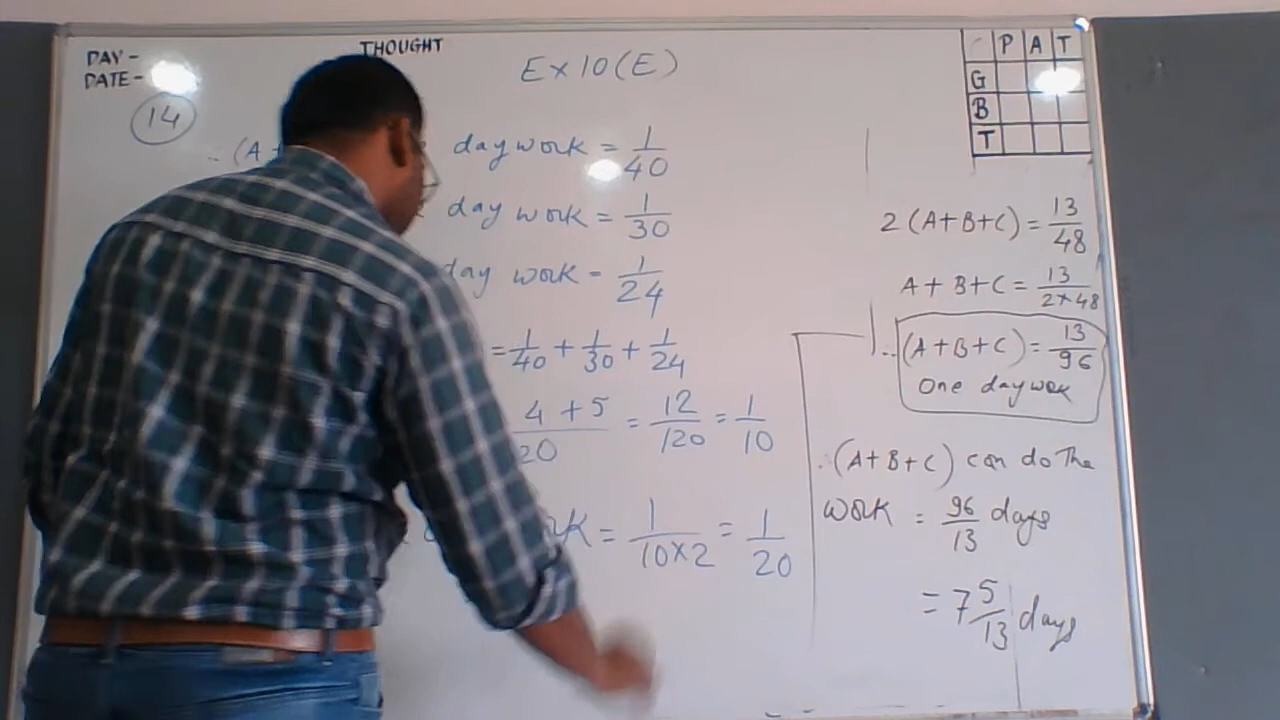 DAY -
DATE -
THOUGHT
Ex 10(E)
P A T
G
B
T
14
∴ (A+ day work = 1/40
day work = 1/30
day work = 1/24
= 1/40 + 1/30 + 1/24
4 + 5 / 20 = 12/120 = 1/10
k = 1/10×2 = 1/20
2 (A+B+C) = 13/48
A+B+C = 13/2×48
∴ (A+B+C) = 13/96
One day work
∴ (A+B+C) can do The
work = 96/13 days
= 7 5/13 days